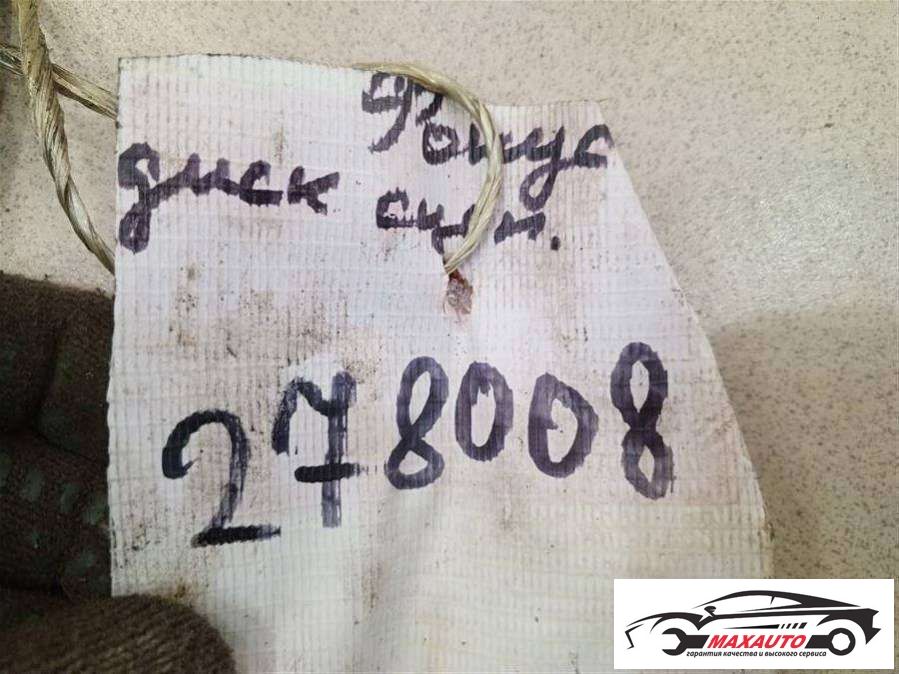 Фокус
диск сцеп.
278008
MAXAUTO
гарантия качества и высокого сервиса